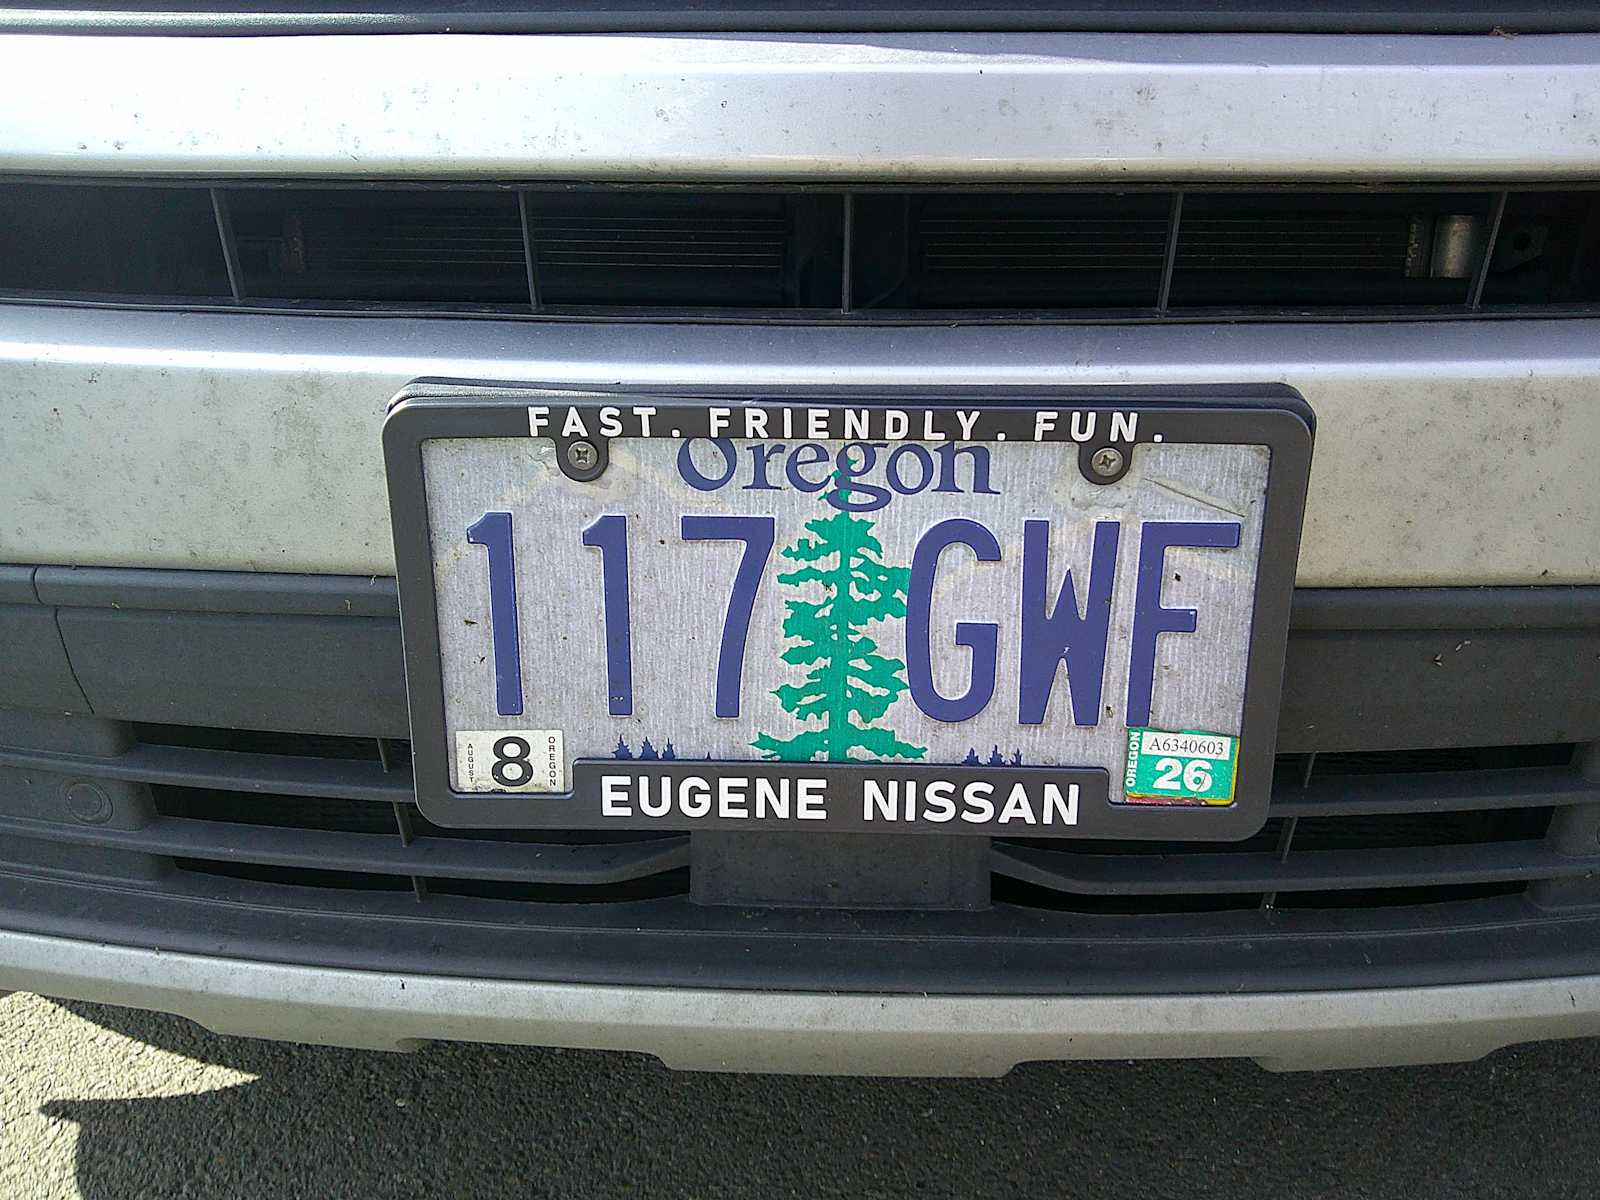 FAST. FRIENDLY. FUN.
Oregon
117 GWF
AUGUST 8 OREGON
OREGON A6340603 26
EUGENE NISSAN